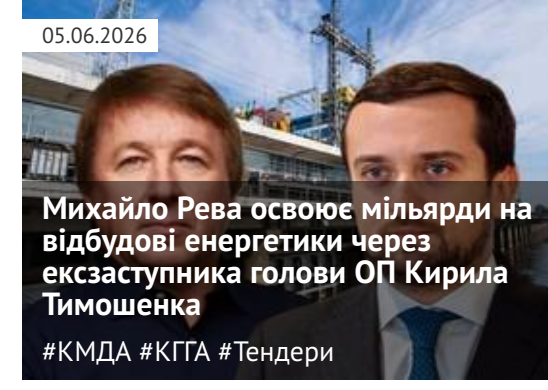 05.06.2026
Михайло Рева освоює мільярди на
відбудові енергетики через
ексзаступника голови ОП Кирила
Тимошенка
#КМДА #КГГА #Тендери